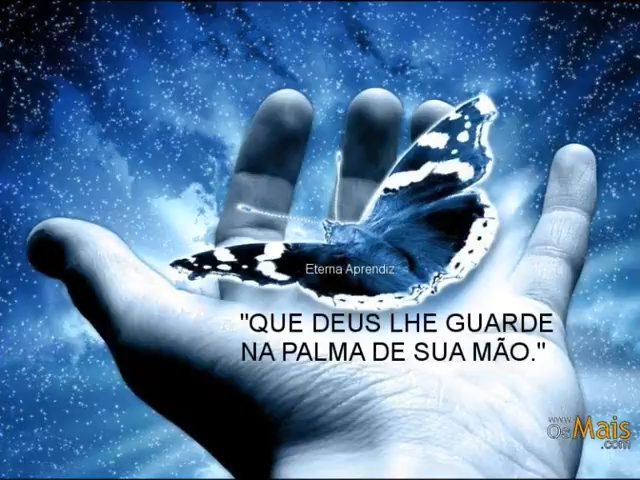 Eterna Aprendiz
"QUE DEUS LHE GUARDE
NA PALMA DE SUA MÃO."
www.
OsMais
.com